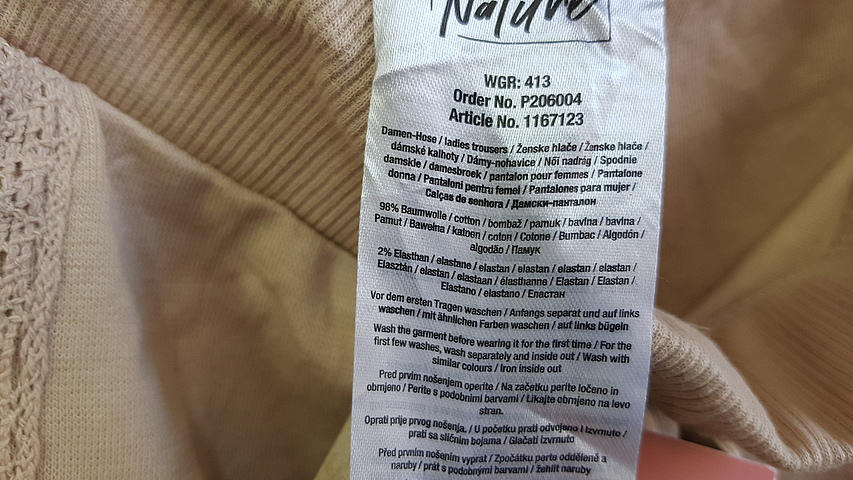 Nature
WGR: 413
Order No. P206004
Article No. 1167123
Damen-Hose / ladies trousers / Ženske hlače / Ženske hlače /
dámské kalhoty / Dámy-nohavice / Női nadrág / Spodnie
damskie / damesbroek / pantalon pour femmes / Pantalone
donna / Pantaloni pentru femei / Pantalones para mujer /
Calças de senhora / Дамски-панталон
98% Baumwolle / cotton / bombaž / pamuk / bavlna / bavlna /
Pamut / Bawełna / katoen / coton / Cotone / Bumbac / Algodón /
algodão / Памук
2% Elasthan / elastane / elastan / elastan / elastan / elastan /
Elasztán / elastan / elastaan / élasthanne / Elastan / Elastan /
Elastano / elastano / Еластан
Vor dem ersten Tragen waschen / Anfangs separat und auf links
waschen / mit ähnlichen Farben waschen / auf links bügeln
Wash the garment before wearing it for the first time / For the
first few washes, wash separately and inside out / Wash with
similar colours / Iron inside out
Pred prvim nošenjem operite / Na začetku perite ločeno in
obrnjeno / Perite s podobnimi barvami / Likajte obrnjeno na levo
stran.
Oprati prije prvog nošenja. / U početku prati odvojeno i izvrnuto /
prati sa sličnim bojama / Glačati izvrnuto
Před prvním nošením vyprat / Zpočátku perte odděleně a
naruby / prát s podobnými barvami / žehlit naruby